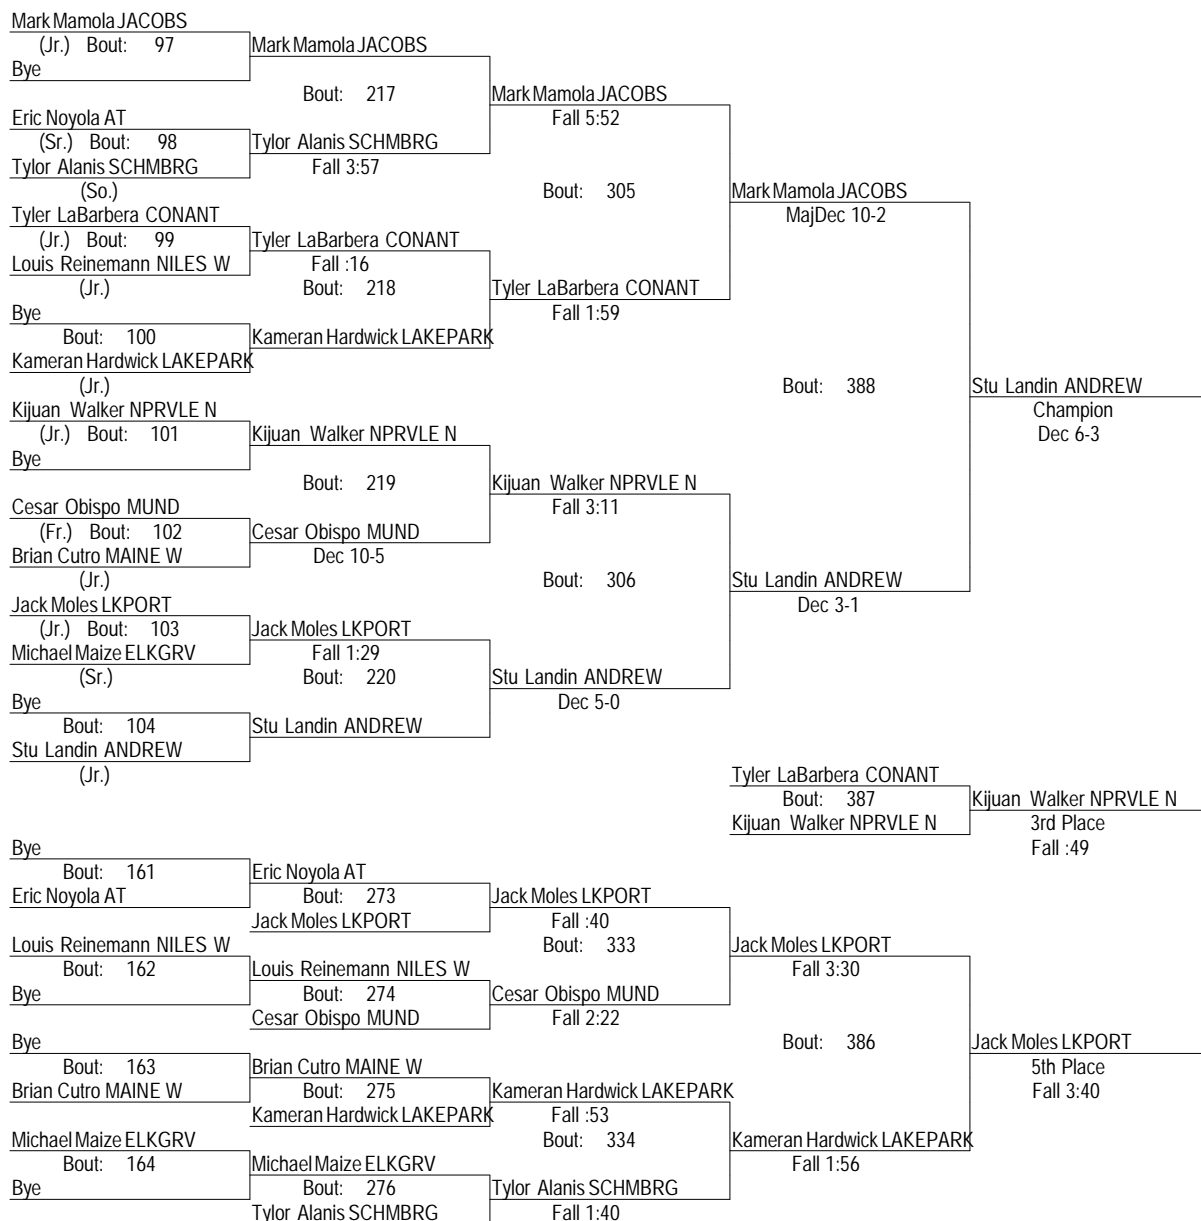 Mark Mamola JACOBS
(Jr.) Bout: 97 Mark Mamola JACOBS
Bye
Bout: 217 Mark Mamola JACOBS
Eric Noyola AT Fall 5:52
(Sr.) Bout: 98 Tylor Alanis SCHMBRG
Tylor Alanis SCHMBRG Fall 3:57
(So.) Bout: 305 Mark Mamola JACOBS
Tyler LaBarbera CONANT MajDec 10-2
(Jr.) Bout: 99 Tyler LaBarbera CONANT
Louis Reinemann NILES W Fall :16
(Jr.) Bout: 218 Tyler LaBarbera CONANT
Bye Fall 1:59
Bout: 100 Kameran Hardwick LAKEPARK
Kameran Hardwick LAKEPARK
(Jr.) Bout: 388 Stu Landin ANDREW
Kijuan Walker NPRVLE N Champion
(Jr.) Bout: 101 Kijuan Walker NPRVLE N Dec 6-3
Bye
Bout: 219 Kijuan Walker NPRVLE N
Cesar Obispo MUND Fall 3:11
(Fr.) Bout: 102 Cesar Obispo MUND
Brian Cutro MAINE W Dec 10-5
(Jr.) Bout: 306 Stu Landin ANDREW
Jack Moles LKPORT Dec 3-1
(Jr.) Bout: 103 Jack Moles LKPORT
Michael Maize ELKGRV Fall 1:29
(Sr.) Bout: 220 Stu Landin ANDREW
Bye Dec 5-0
Bout: 104 Stu Landin ANDREW
Stu Landin ANDREW
(Jr.) Tyler LaBarbera CONANT
Bout: 387 Kijuan Walker NPRVLE N
Kijuan Walker NPRVLE N 3rd Place
Bye Fall :49
Bout: 161 Eric Noyola AT
Eric Noyola AT Bout: 273 Jack Moles LKPORT
Jack Moles LKPORT Fall :40
Louis Reinemann NILES W Bout: 333 Jack Moles LKPORT
Bout: 162 Louis Reinemann NILES W Fall 3:30
Bye Bout: 274 Cesar Obispo MUND
Cesar Obispo MUND Fall 2:22
Bye Bout: 386 Jack Moles LKPORT
Bout: 163 Brian Cutro MAINE W 5th Place
Brian Cutro MAINE W Bout: 275 Kameran Hardwick LAKEPARK Fall 3:40
Kameran Hardwick LAKEPARK Fall :53
Michael Maize ELKGRV Bout: 334 Kameran Hardwick LAKEPARK
Bout: 164 Michael Maize ELKGRV Fall 1:56
Bye Bout: 276 Tylor Alanis SCHMBRG
Tylor Alanis SCHMBRG Fall 1:40